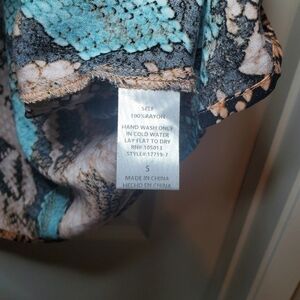 SELF
100%RAYON
HAND WASH ONLY
IN COLD WATER
LAY FLAT TO DRY
RN#:105013
STYLE#:17759-7
S
MADE IN CHINA
HECHO EN CHINA